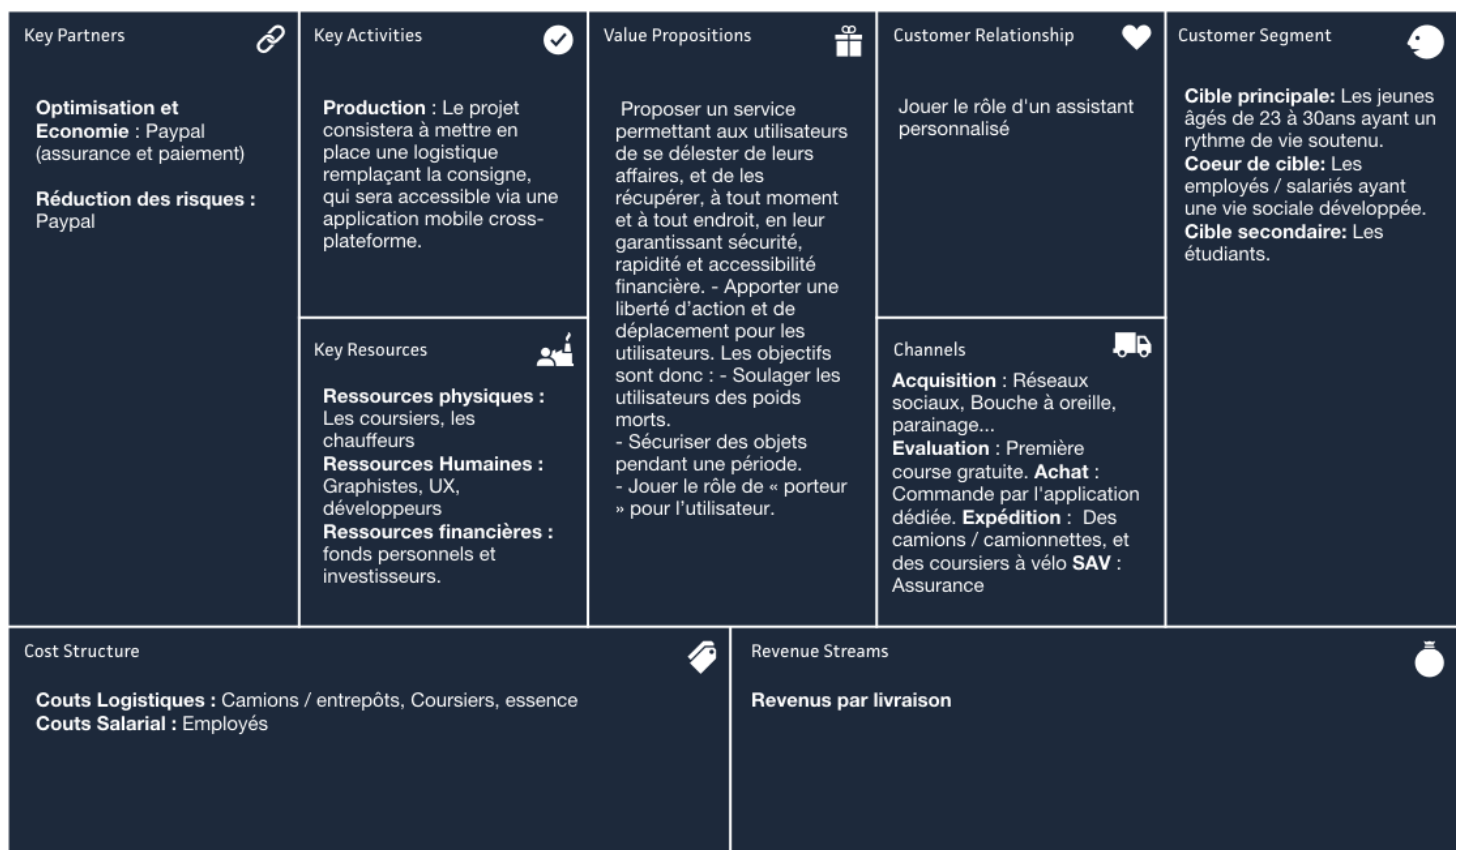 Key Partners
Optimisation et
Economie : Paypal
(assurance et paiement)
Réduction des risques :
Paypal
Key Activities
Production : Le projet
consistera à mettre en
place une logistique
remplaçant la consigne,
qui sera accessible via une
application mobile cross-
plateforme.
Key Resources
Ressources physiques :
Les coursiers, les
chauffeurs
Ressources Humaines :
Graphistes, UX,
développeurs
Ressources financières :
fonds personnels et
investisseurs.
Value Propositions
Proposer un service
permettant aux utilisateurs
de se délester de leurs
affaires, et de les
récupérer, à tout moment
et à tout endroit, en leur
garantissant sécurité,
rapidité et accessibilité
financière. - Apporter une
liberté d'action et de
déplacement pour les
utilisateurs. Les objectifs
sont donc : - Soulager les
utilisateurs des poids
morts.
- Sécuriser des objets
pendant une période.
- Jouer le rôle de « porteur
» pour l'utilisateur.
Customer Relationship
Jouer le rôle d'un assistant
personnalisé
Channels
Acquisition : Réseaux
sociaux, Bouche à oreille,
parainage...
Evaluation : Première
course gratuite. Achat :
Commande par l'application
dédiée. Expédition : Des
camions / camionnettes, et
des coursiers à vélo SAV :
Assurance
Customer Segment
Cible principale: Les jeunes
âgés de 23 à 30ans ayant un
rythme de vie soutenu.
Coeur de cible: Les
employés / salariés ayant
une vie sociale développée.
Cible secondaire: Les
étudiants.
Cost Structure
Couts Logistiques : Camions / entrepôts, Coursiers, essence
Couts Salarial : Employés
Revenue Streams
Revenus par livraison